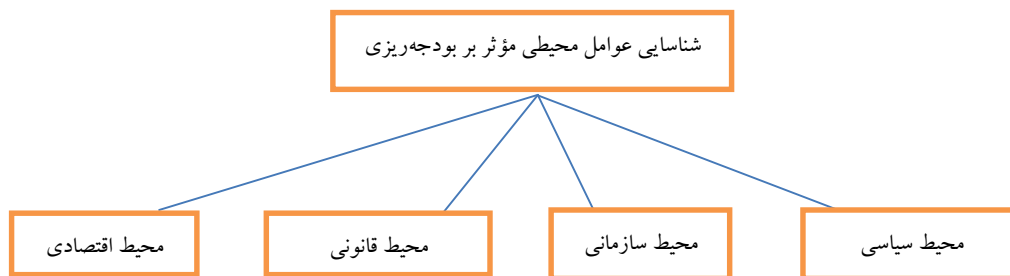 شناسایی عوامل محیطی مؤثر بر بودجه‌ریزی
محیط سیاسی
محیط سازمانی
محیط قانونی
محیط اقتصادی